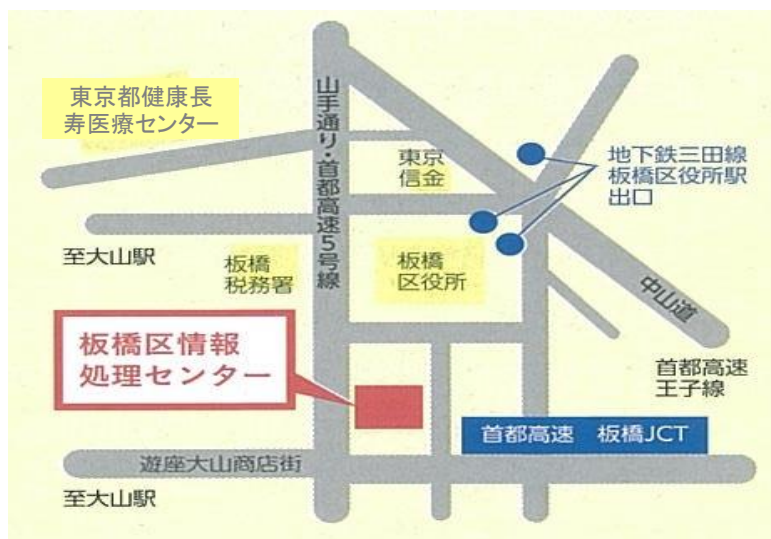 東京都健康長
寿医療センター
山手通り・首都高速5号線
東京
信金
地下鉄三田線
板橋区役所駅
出口
至大山駅
板橋
税務署
板橋
区役所
中山道
板橋区情報
処理センター
首都高速
王子線
首都高速 板橋JCT
遊座大山商店街
至大山駅